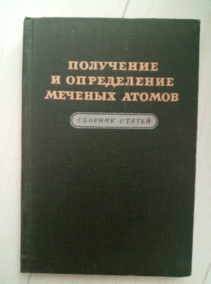 ПОЛУЧЕНИЕ
И ОПРЕДЕЛЕНИЕ
МЕЧЕНЫХ АТОМОВ
СБОРНИК СТАТЕЙ